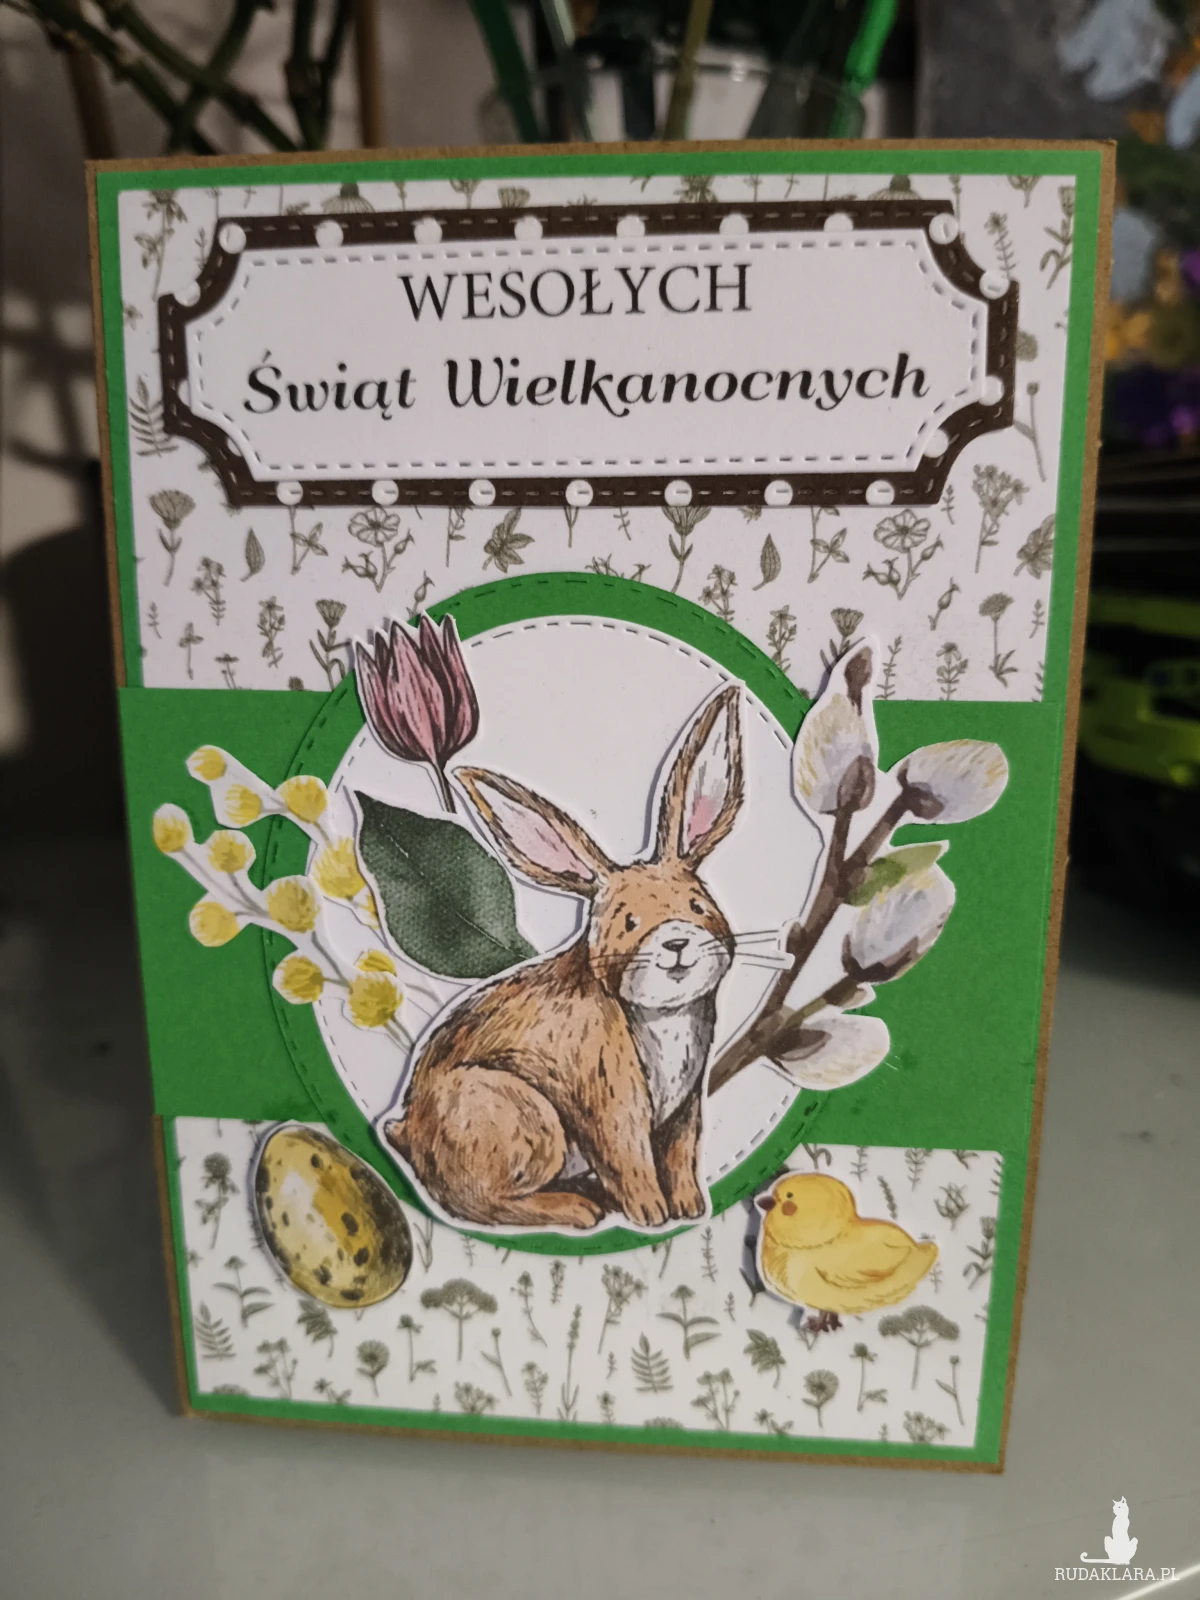 WESOŁYCH
Świąt Wielkanocnych
RUDAKLARA.PL